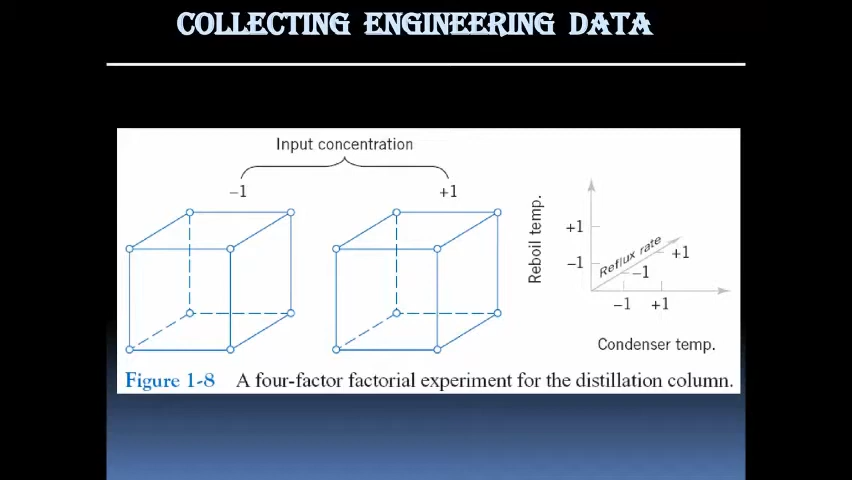 COLLECTING ENGINEERING DATA
Input concentration
−1 +1
Reboil temp.
+1
−1
Reflux rate
−1 +1
−1 +1
Condenser temp.
Figure 1-8 A four-factor factorial experiment for the distillation column.